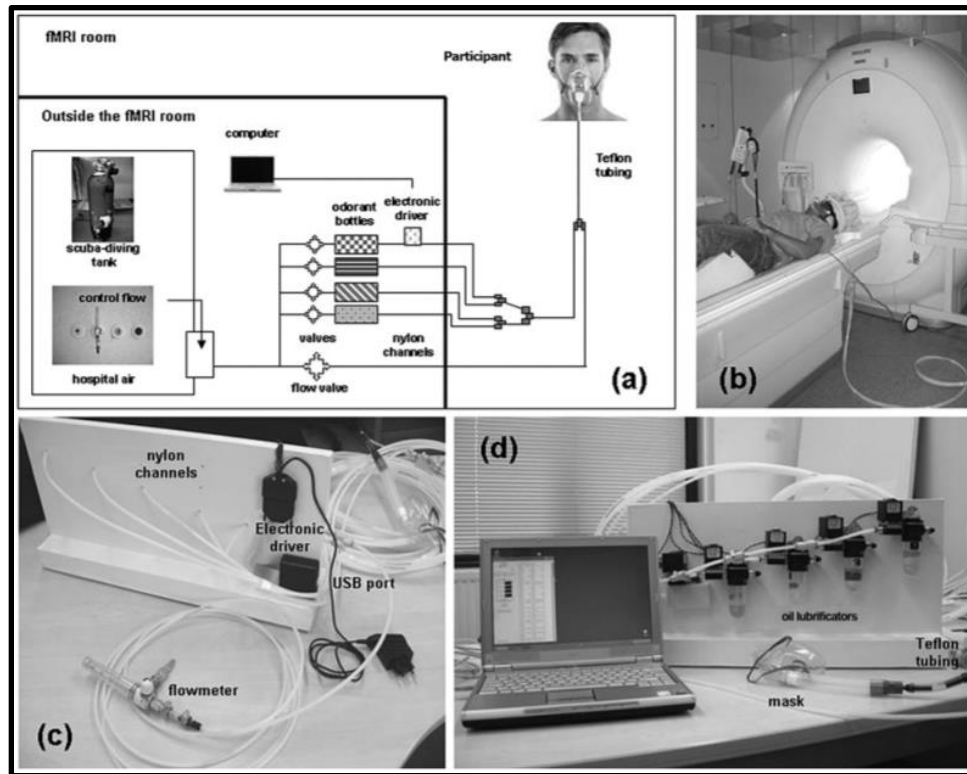 fMRI room
Participant
Outside the fMRI room
computer
Teflon
tubing
odorant
bottles
electronic
driver
scuba-diving
tank
control flow
valves
nylon
channels
hospital air
flow valve
(a)
(b)
nylon
channels
Electronic
driver
USB port
flowmeter
(c)
(d)
oil lubrificators
Teflon
tubing
mask